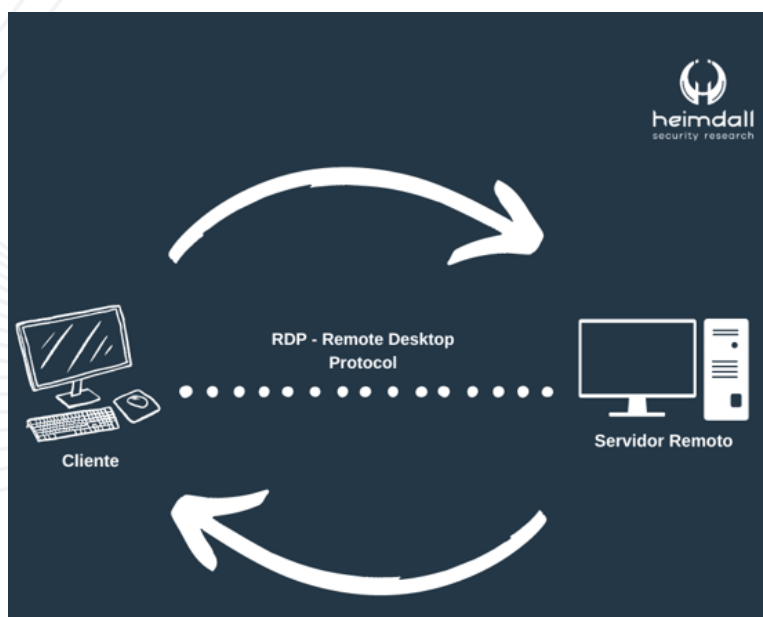 heimdall
security research
RDP - Remote Desktop
Protocol
Cliente
Servidor Remoto